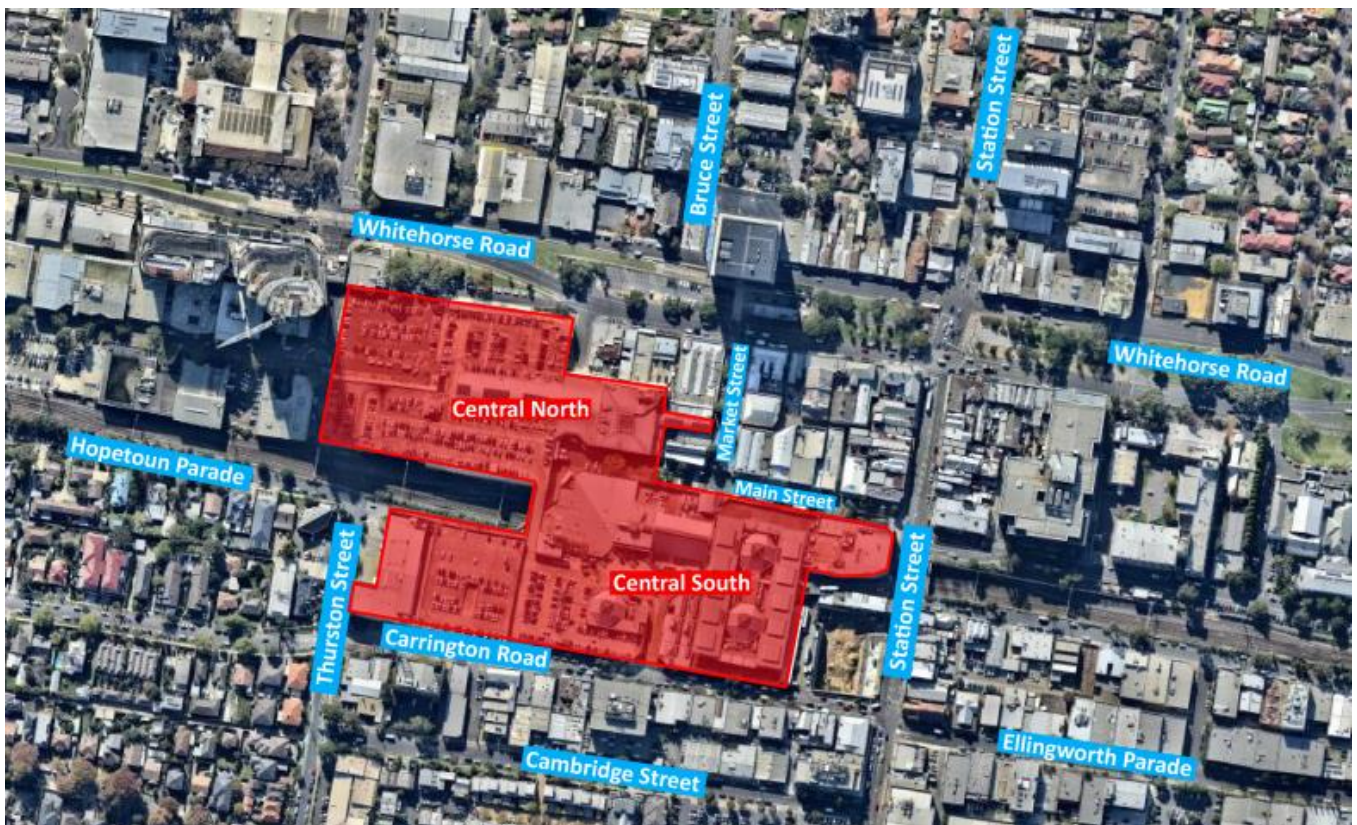 Station Street
Bruce Street
Whitehorse Road
Whitehorse Road
Market Street
Central North
Hopetoun Parade
Main Street
Central South
Station Street
Thurston Street
Carrington Road
Ellingworth Parade
Cambridge Street